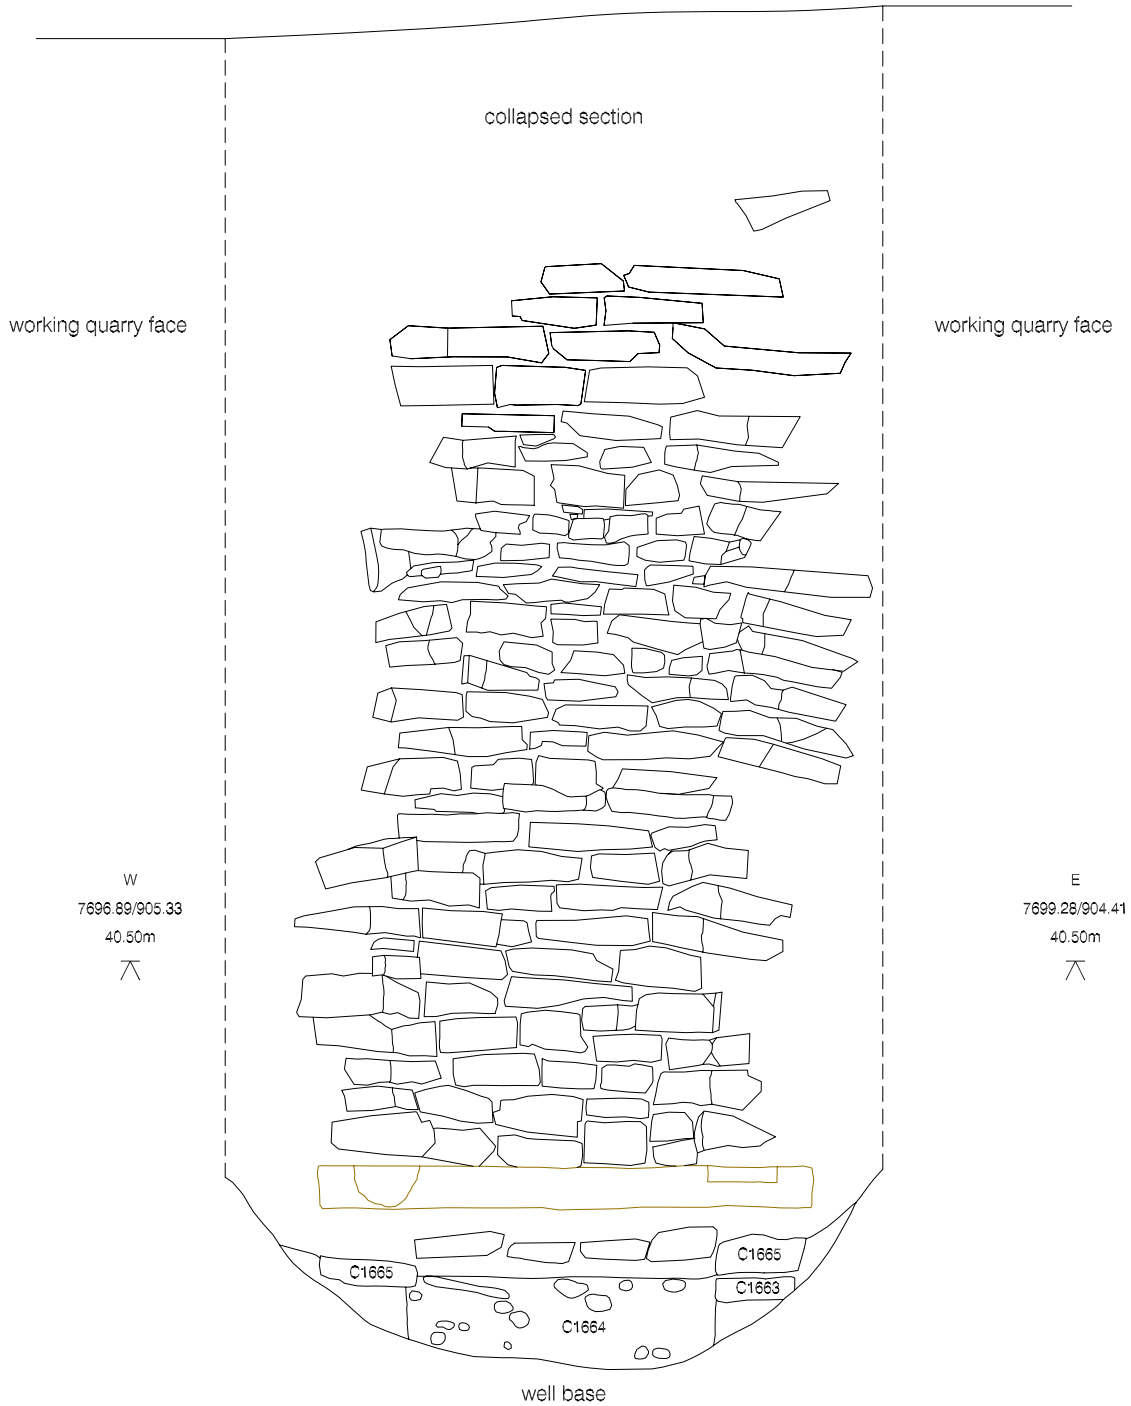 collapsed section
working quarry face
working quarry face
W
7696.89/905.33
40.50m
E
7699.28/904.41
40.50m
C1665
C1665
C1663
C1664
well base